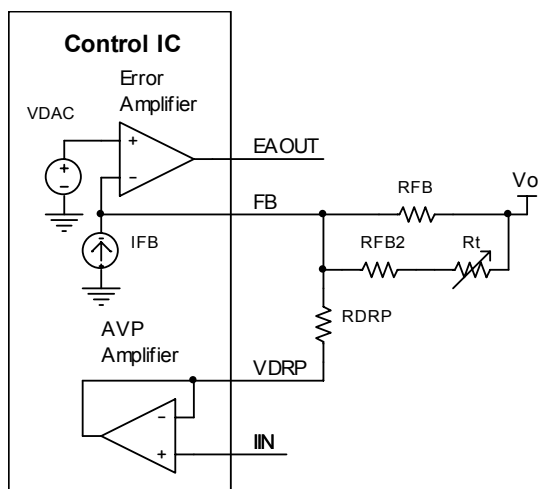 Control IC
Error
Amplifier
VDAC
+
−
+
−
EAOUT
FB
IFB
RFB
Vo
RFB2
Rt
RDRP
AVP
Amplifier
VDRP
−
+
IIN